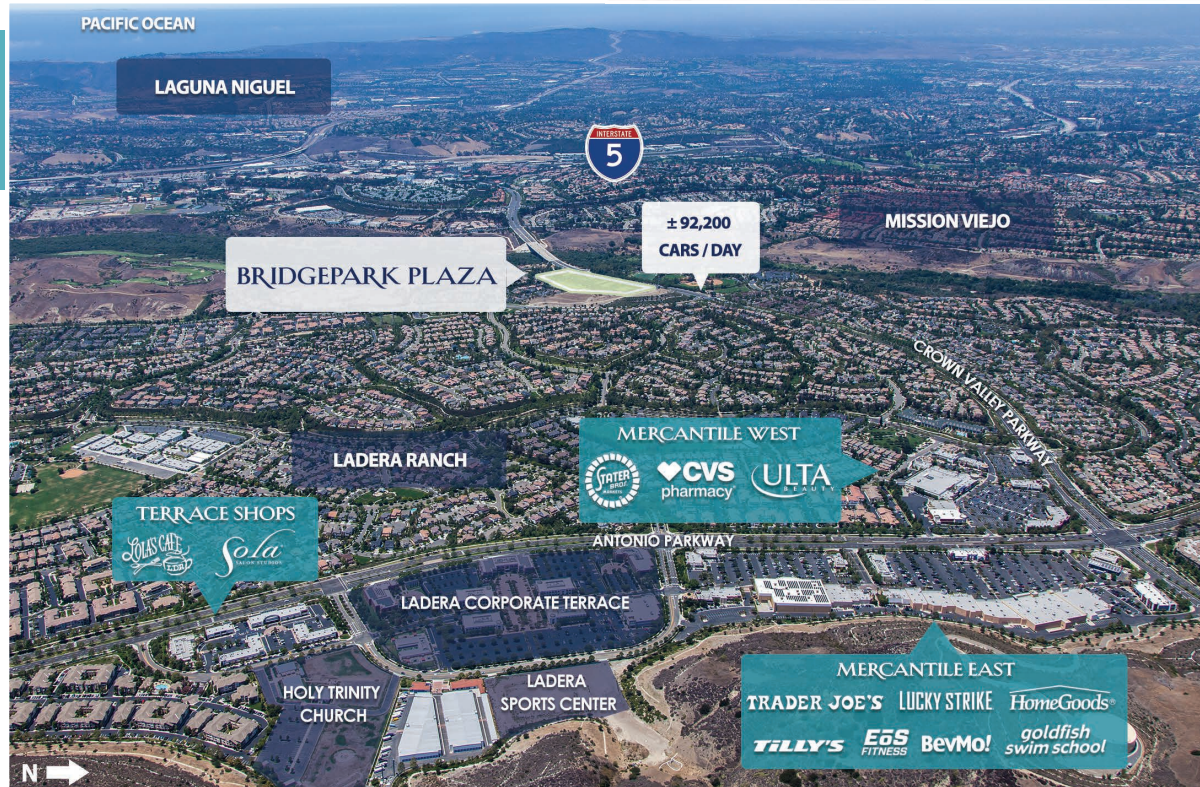 PACIFIC OCEAN
LAGUNA NIGUEL
INTERSTATE
5
± 92,200
CARS / DAY
MISSION VIEJO
BRIDGEPARK PLAZA
CROWN VALLEY PARKWAY
MERCANTILE WEST
STATER
BROS.
MARKETS
CVS
pharmacy
ULTA
BEAUTY
LADERA RANCH
TERRACE SHOPS
LOLA'S CAFE
LDR
Sola
SALON STUDIOS
ANTONIO PARKWAY
LADERA CORPORATE TERRACE
HOLY TRINITY
CHURCH
LADERA
SPORTS CENTER
MERCANTILE EAST
TRADER JOE'S LUCKY STRIKE HomeGoods®
TiLLY'S EōS
FITNESS BevMo! goldfish
swim school
N